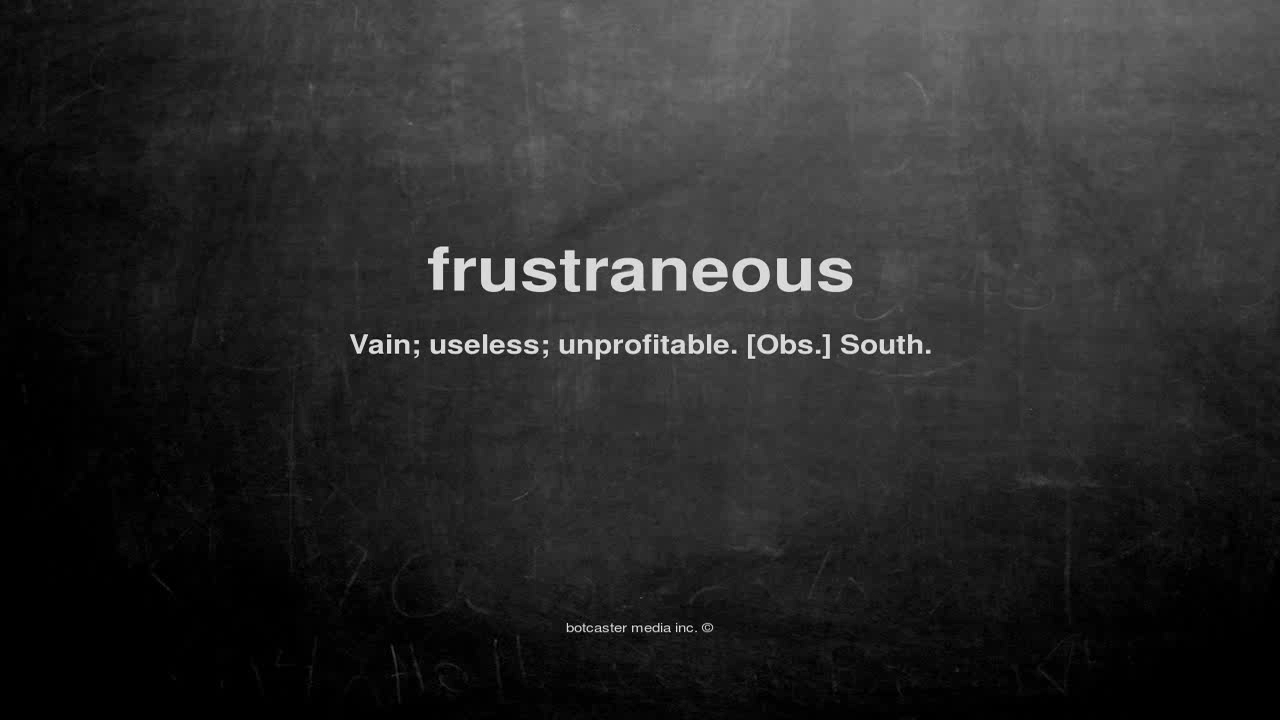 frustraneous
Vain; useless; unprofitable. [Obs.] South.
botcaster media inc. ©